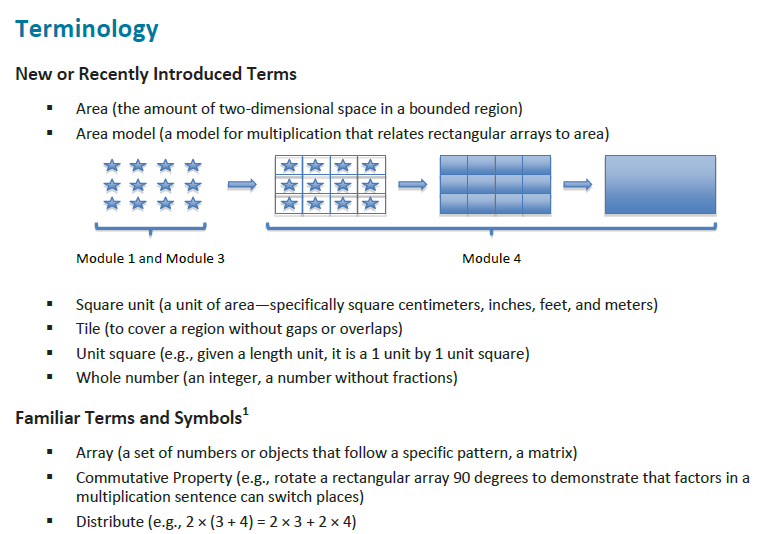 Terminology
New or Recently Introduced Terms
▪ Area (the amount of two-dimensional space in a bounded region)
▪ Area model (a model for multiplication that relates rectangular arrays to area)
Module 1 and Module 3
Module 4
▪ Square unit (a unit of area—specifically square centimeters, inches, feet, and meters)
▪ Tile (to cover a region without gaps or overlaps)
▪ Unit square (e.g., given a length unit, it is a 1 unit by 1 unit square)
▪ Whole number (an integer, a number without fractions)
Familiar Terms and Symbols¹
▪ Array (a set of numbers or objects that follow a specific pattern, a matrix)
▪ Commutative Property (e.g., rotate a rectangular array 90 degrees to demonstrate that factors in a
multiplication sentence can switch places)
▪ Distribute (e.g., 2 × (3 + 4) = 2 × 3 + 2 × 4)